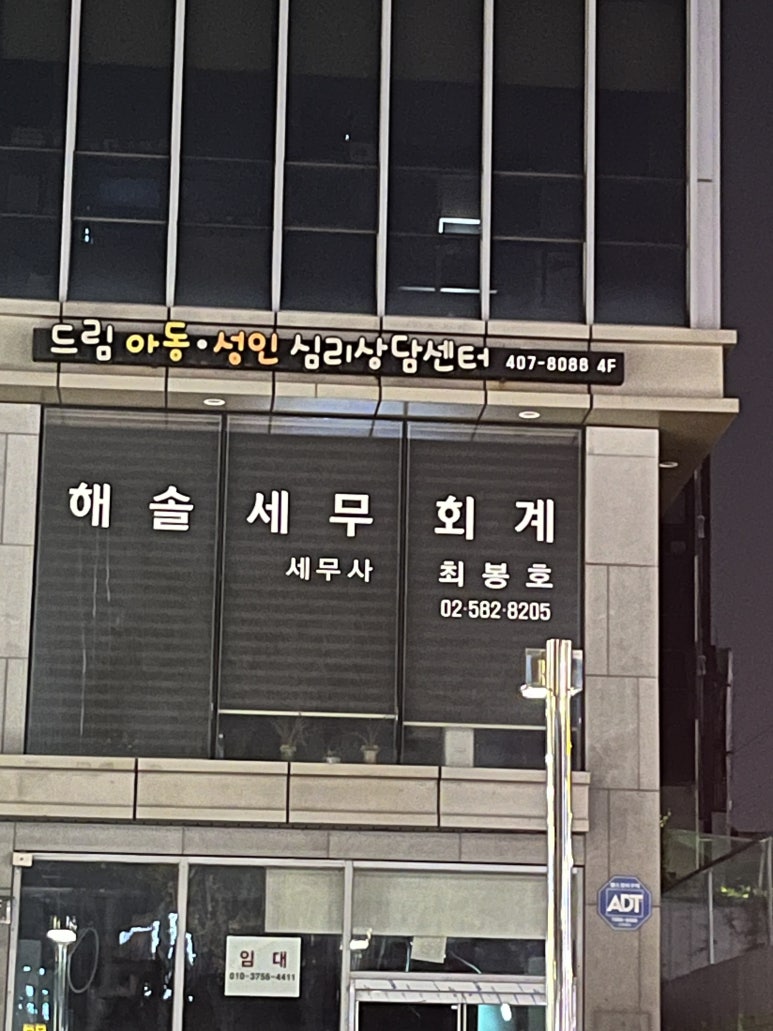 드림 아동·성인 심리상담센터 407-8088 4F
해솔세무회계
세무사 최봉호
02-582-8205
ADT
임대
010-3756-4411